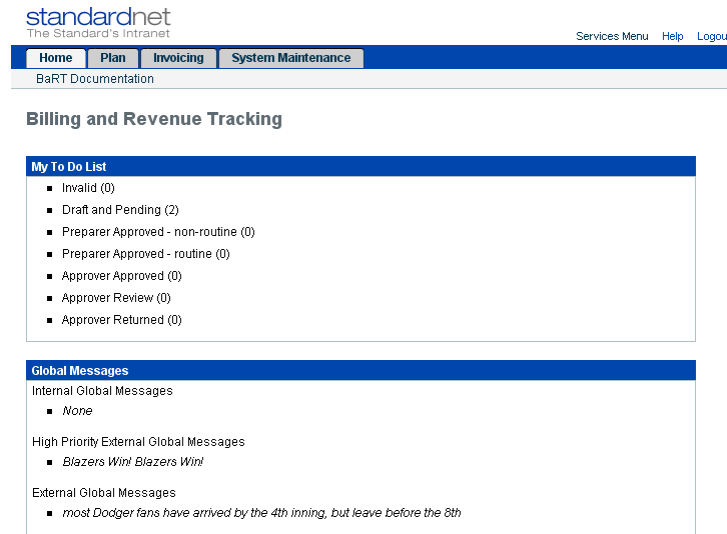 standardnet
The Standard's Intranet
Services Menu Help
Home Plan Invoicing System Maintenance
BaRT Documentation
Billing and Revenue Tracking
My To Do List
Invalid (0)
Draft and Pending (2)
Preparer Approved - non-routine (0)
Preparer Approved - routine (0)
Approver Approved (0)
Approver Review (0)
Approver Returned (0)
Global Messages
Internal Global Messages
None
High Priority External Global Messages
Blazers Win! Blazers Win!
External Global Messages
most Dodger fans have arrived by the 4th inning, but leave before the 8th